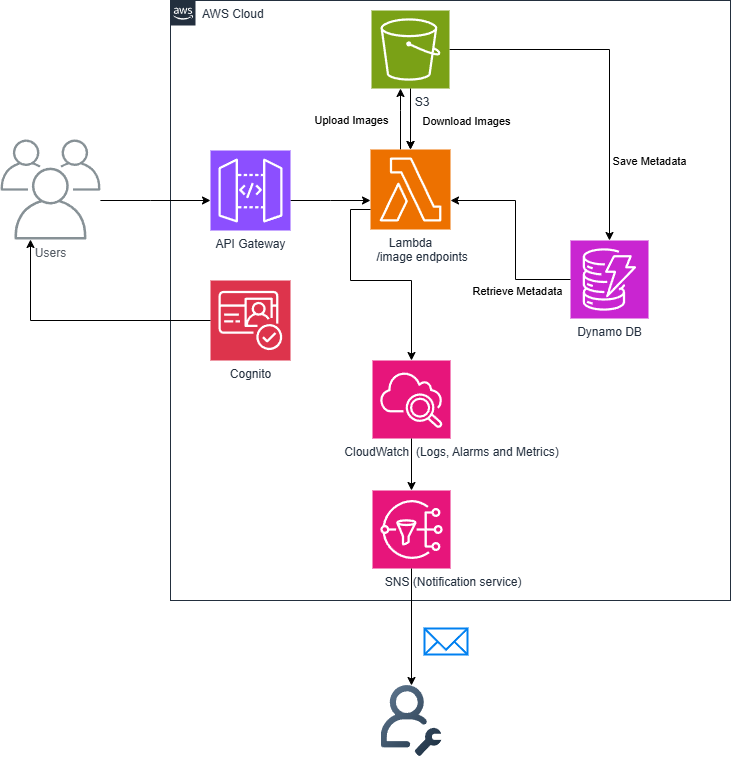 aws
AWS Cloud
S3
Upload Images
Download Images
Save Metadata
</>
API Gateway
Lambda
/image endpoints
Users
Retrieve Metadata
Dynamo DB
Cognito
CloudWatch (Logs, Alarms and Metrics)
SNS (Notification service)